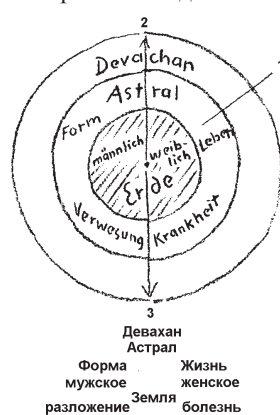 2
Devachan
Astral
Form Leben
männlich weib-
lich
Erde
Verwesung Krankheit
3
Девахан
Астрал
Форма Жизнь
мужское женское
Земля
разложение болезнь